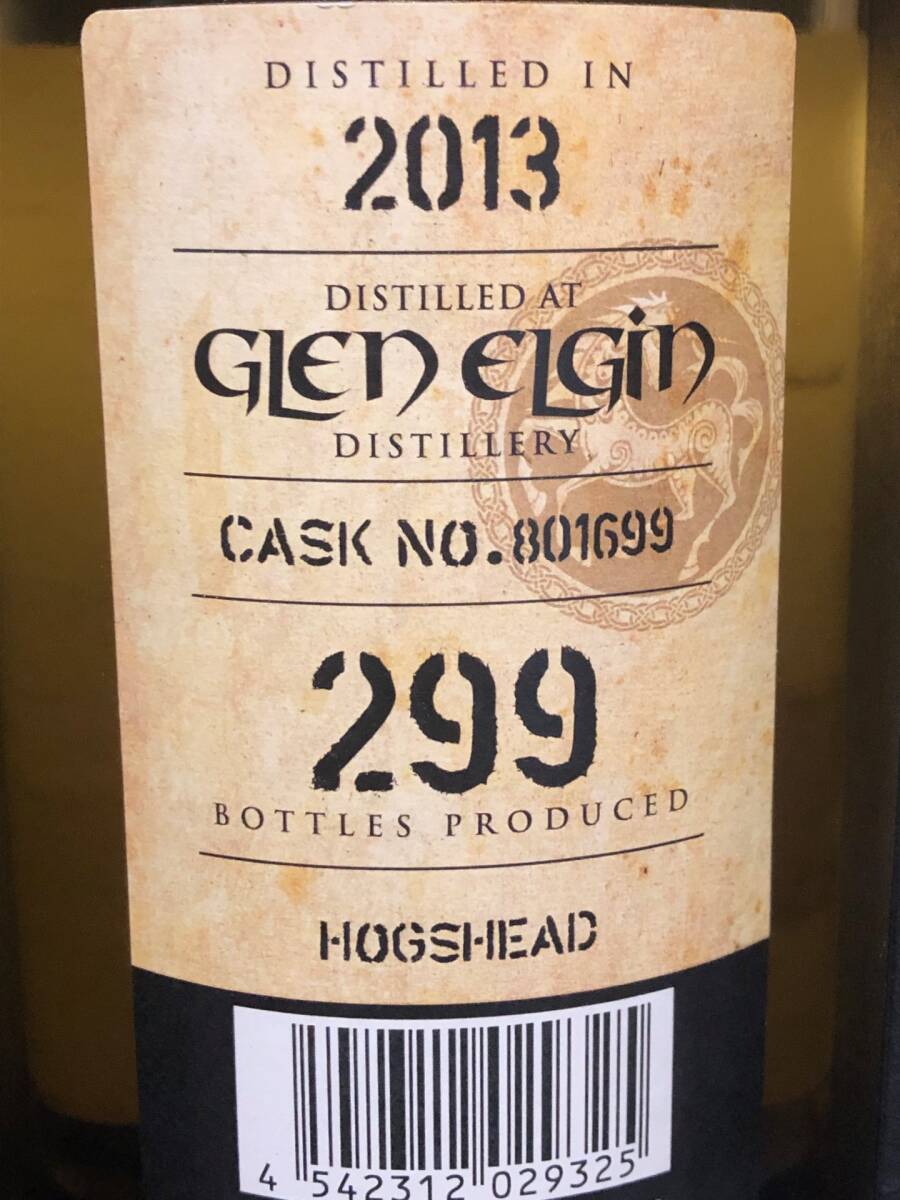 DISTILLED IN
2013
DISTILLED AT
GLEN ELGIN
DISTILLERY
CASK NO.801699
299
BOTTLES PRODUCED
HOGSHEAD
4 542312 029325